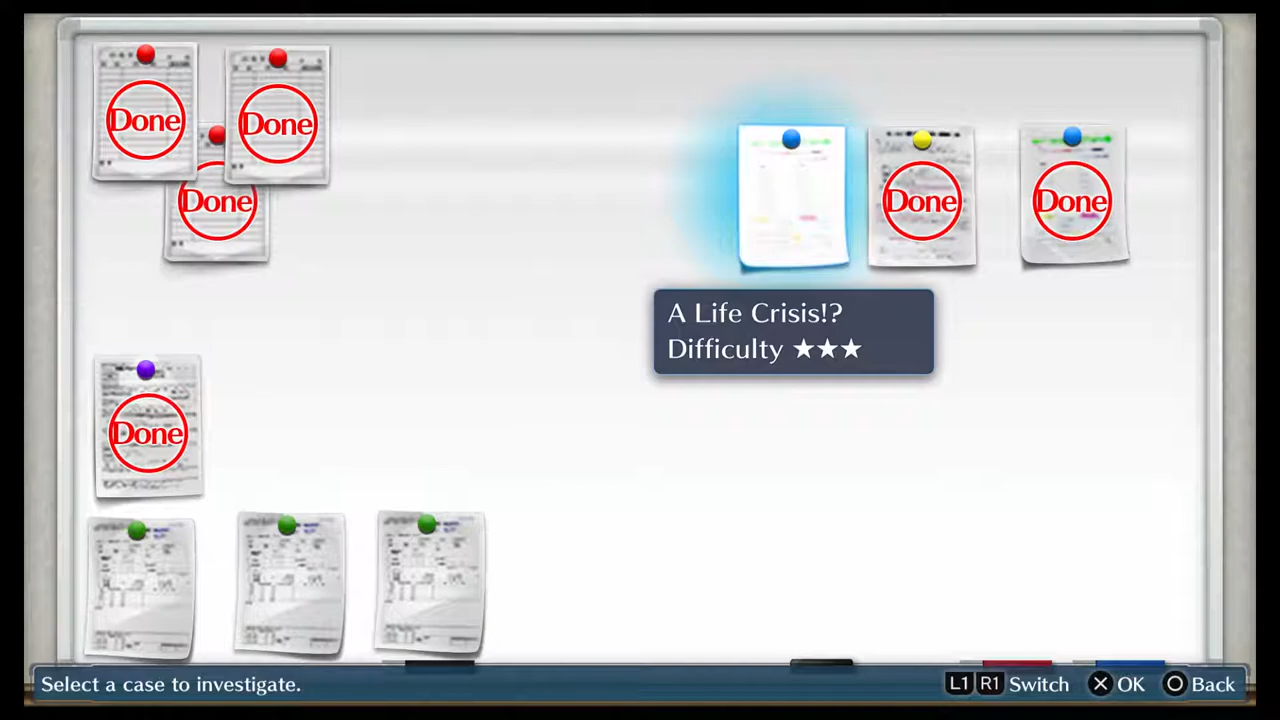 Done
Done
Done
Done
Done
A Life Crisis!?
Difficulty ★★★
Done
Select a case to investigate.
L1 R1 Switch OK Back